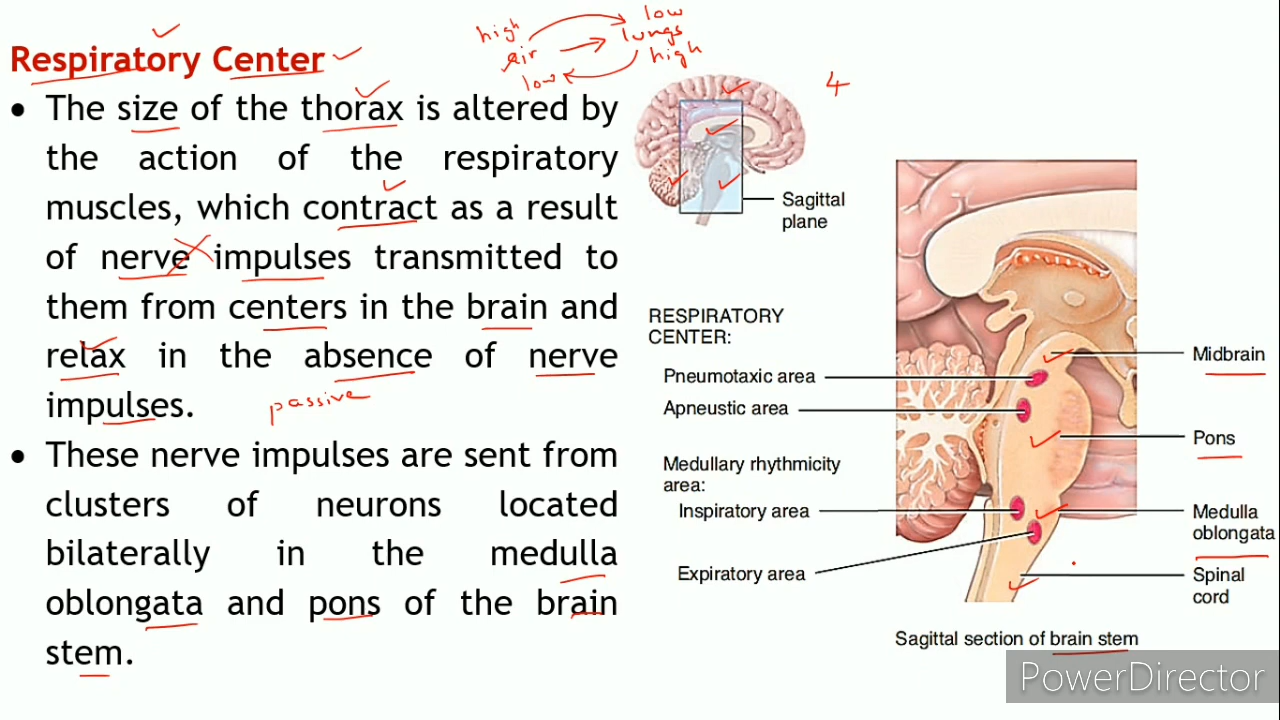 Respiratory Center
• The size of the thorax is altered by
the action of the respiratory
muscles, which contract as a result
of nerve impulses transmitted to
them from centers in the brain and
relax in the absence of nerve
impulses.
passive
• These nerve impulses are sent from
clusters of neurons located
bilaterally in the medulla
oblongata and pons of the brain
stem.
high
low
air
lungs
low
high
4
Sagittal
plane
RESPIRATORY
CENTER:
Pneumotaxic area
Apneustic area
Medullary rhythmicity
area:
Inspiratory area
Expiratory area
Midbrain
Pons
Medulla
oblongata
Spinal
cord
Sagittal section of brain stem
PowerDirector